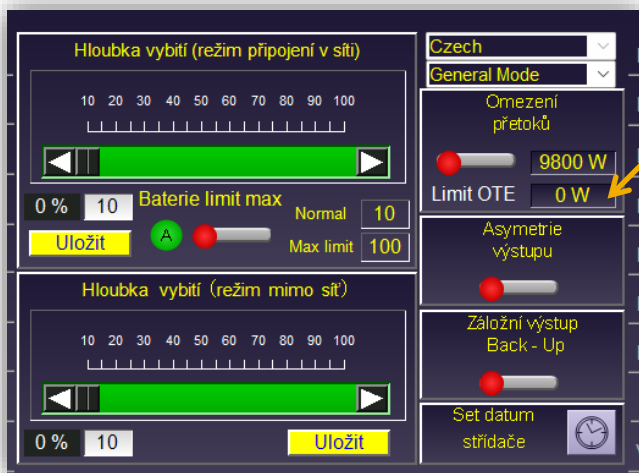 Hloubka vybití (režim připojení v síti)
10 20 30 40 50 60 70 80 90 100
0 % 10
Baterie limit max
A
Normal 10
Max limit 100
Uložit
Hloubka vybití (režim mimo síť)
10 20 30 40 50 60 70 80 90 100
0 % 10
Uložit
Czech
General Mode
Omezení
přetoků
9800 W
Limit OTE 0 W
Asymetrie
výstupu
Záložní výstup
Back - Up
Set datum
střídače